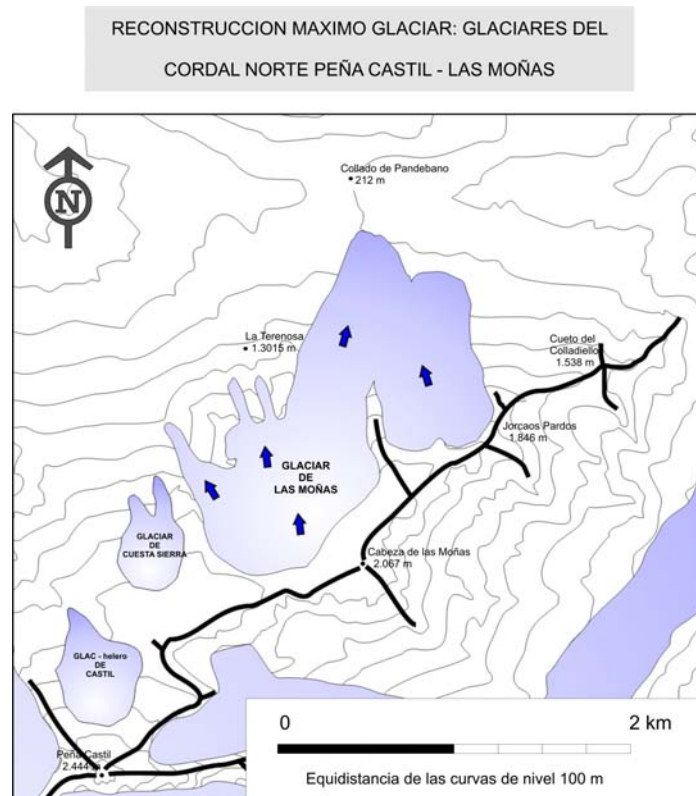 RECONSTRUCCION MAXIMO GLACIAR: GLACIARES DEL
CORDAL NORTE PEÑA CASTIL - LAS MOÑAS
N
Collado de Pandebano
212 m
La Terenosa
1.3015 m
Cueto del
Colladiello
1.538 m
Jorcaos Pardos
1.846 m
GLACIAR
DE
LAS MOÑAS
GLACIAR
DE
CUESTA SIERRA
Cabeza de las Moñas
2.067 m
GLAC - helero
DE
CASTIL
Peña Castil
2.444 m
0 2 km
Equidistancia de las curvas de nivel 100 m